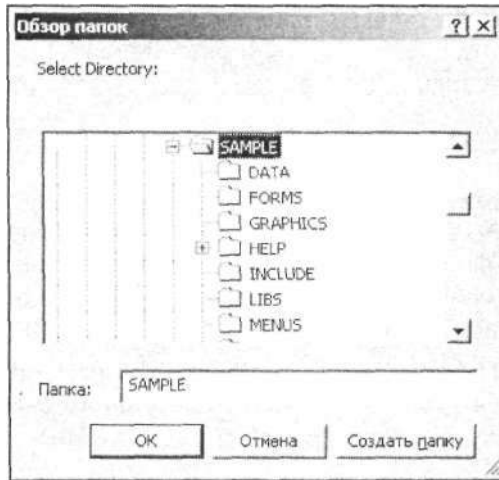 Обзор папок
Select Directory:
SAMPLE
DATA
FORMS
GRAPHICS
HELP
INCLUDE
LIBS
MENUS
Папка: SAMPLE
OK Отмена Создать папку